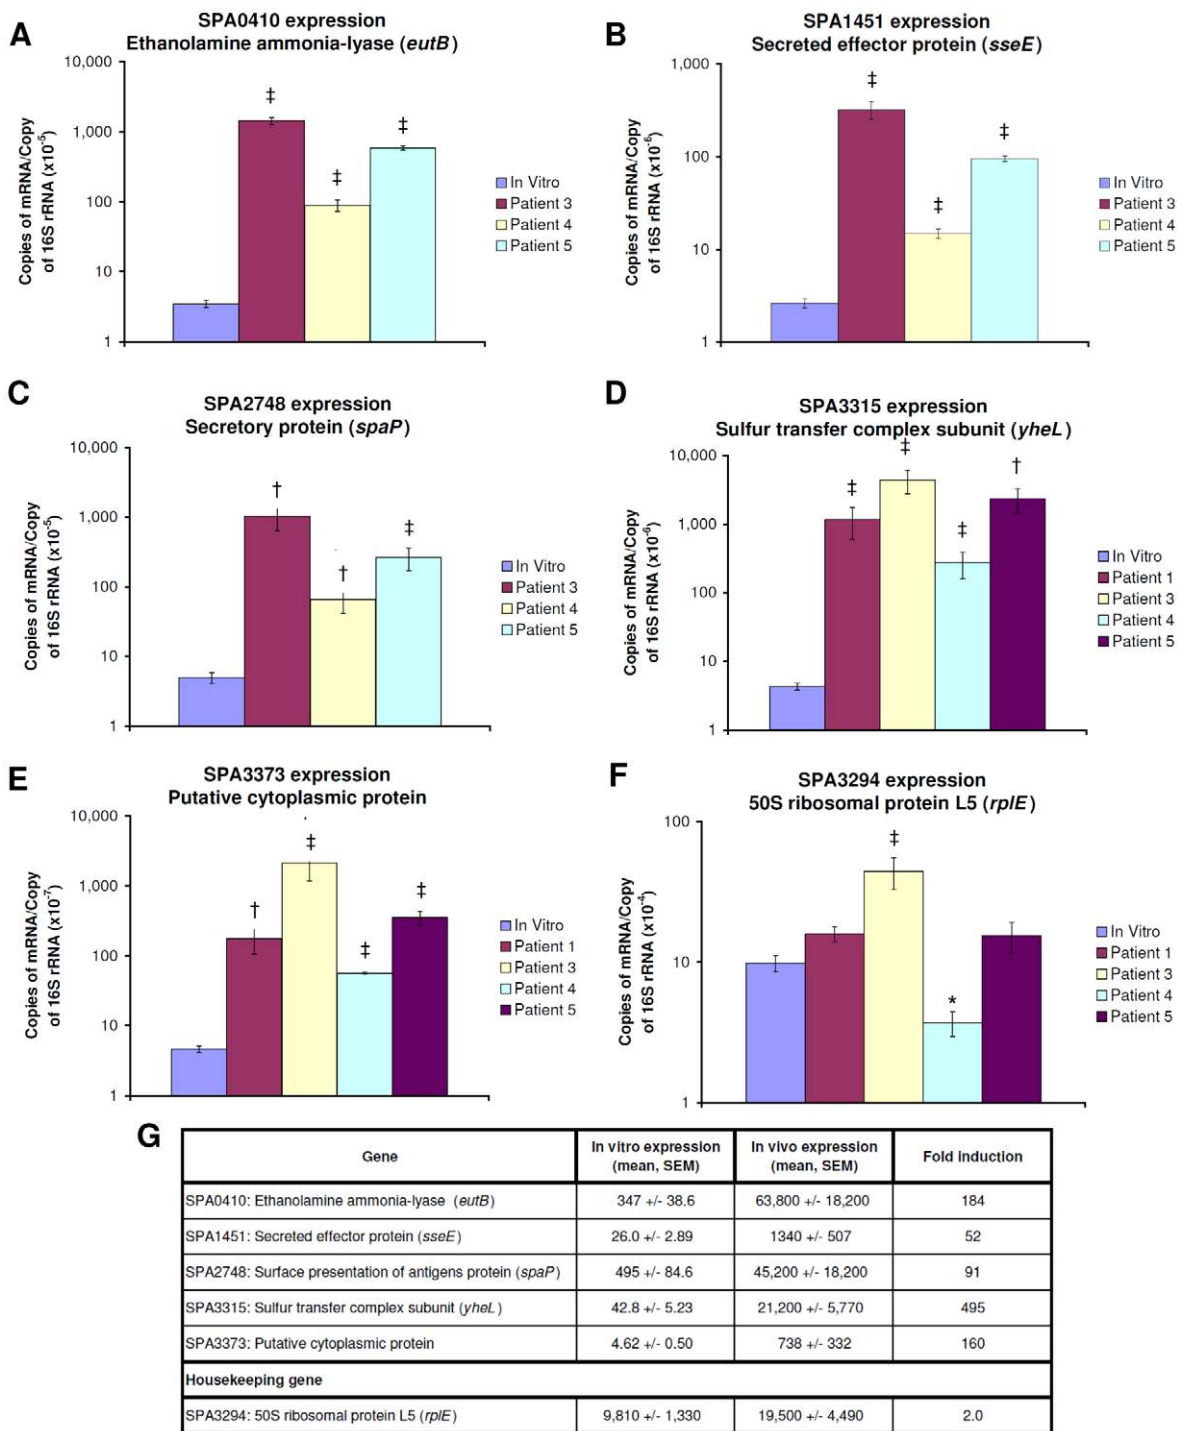 A
SPA0410 expression
Ethanolamine ammonia-lyase (eutB)
Copies of mRNA/Copy
of 16S rRNA (x10-5)
10,000
1,000
100
10
1
‡
‡
‡
In Vitro
Patient 3
Patient 4
Patient 5
B
SPA1451 expression
Secreted effector protein (sseE)
Copies of mRNA/Copy
of 16S rRNA (x10-6)
1,000
100
10
1
‡
‡
‡
In Vitro
Patient 3
Patient 4
Patient 5
C
SPA2748 expression
Secretory protein (spaP)
Copies of mRNA/Copy
of 16S rRNA (x10-5)
10,000
1,000
100
10
1
†
†
‡
In Vitro
Patient 3
Patient 4
Patient 5
D
SPA3315 expression
Sulfur transfer complex subunit (yheL)
Copies of mRNA/Copy
of 16S rRNA (x10-6)
10,000
1,000
100
10
1
‡
‡
‡
†
In Vitro
Patient 1
Patient 3
Patient 4
Patient 5
E
SPA3373 expression
Putative cytoplasmic protein
Copies of mRNA/Copy
of 16S rRNA (x10-7)
10,000
1,000
100
10
1
†
‡
‡
‡
In Vitro
Patient 1
Patient 3
Patient 4
Patient 5
F
SPA3294 expression
50S ribosomal protein L5 (rplE)
Copies of mRNA/Copy
of 16S rRNA (x10-4)
100
10
1
‡
*
In Vitro
Patient 1
Patient 3
Patient 4
Patient 5
G
Gene In vitro expression (mean, SEM) In vivo expression (mean, SEM) Fold induction
SPA0410: Ethanolamine ammonia-lyase (eutB) 347 +/- 38.6 63,800 +/- 18,200 184
SPA1451: Secreted effector protein (sseE) 26.0 +/- 2.89 1340 +/- 507 52
SPA2748: Surface presentation of antigens protein (spaP) 495 +/- 84.6 45,200 +/- 18,200 91
SPA3315: Sulfur transfer complex subunit (yheL) 42.8 +/- 5.23 21,200 +/- 5,770 495
SPA3373: Putative cytoplasmic protein 4.62 +/- 0.50 738 +/- 332 160
Housekeeping gene
SPA3294: 50S ribosomal protein L5 (rplE) 9,810 +/- 1,330 19,500 +/- 4,490 2.0